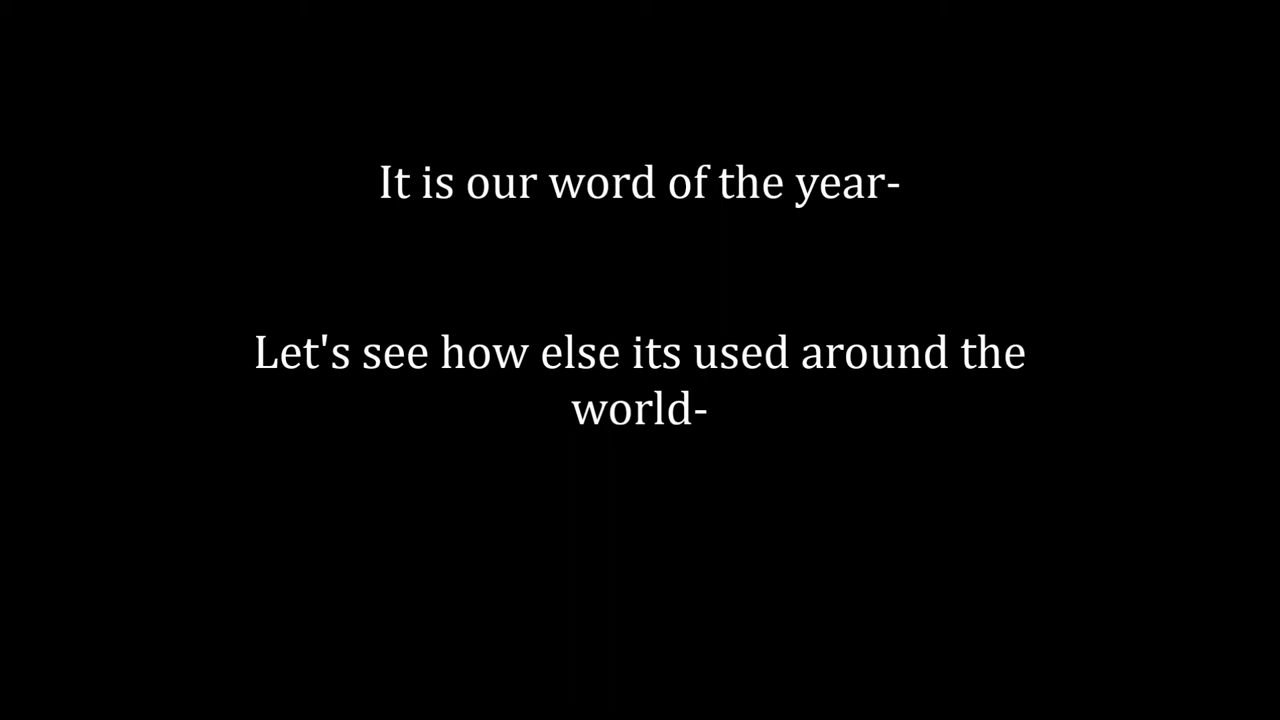 It is our word of the year-
Let's see how else its used around the
world-